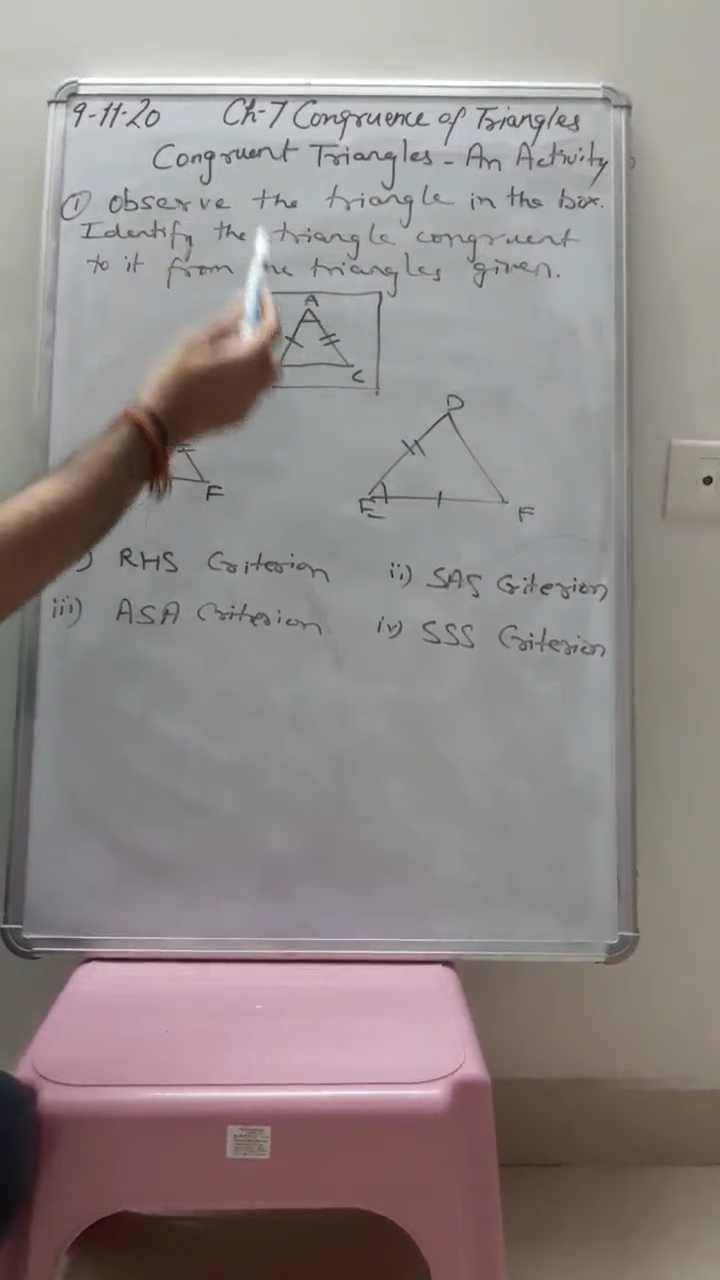 9-11-20 Ch-7 Congruence of Triangles
Congruent Triangles - An Activity
① Observe the triangle in the box.
Identify the triangle congruent
to it from triangles given.
A
C
D
F
E
F
) RHS Criterion ii) SAS Criterion
iii) ASA Criterion iv) SSS Criterion